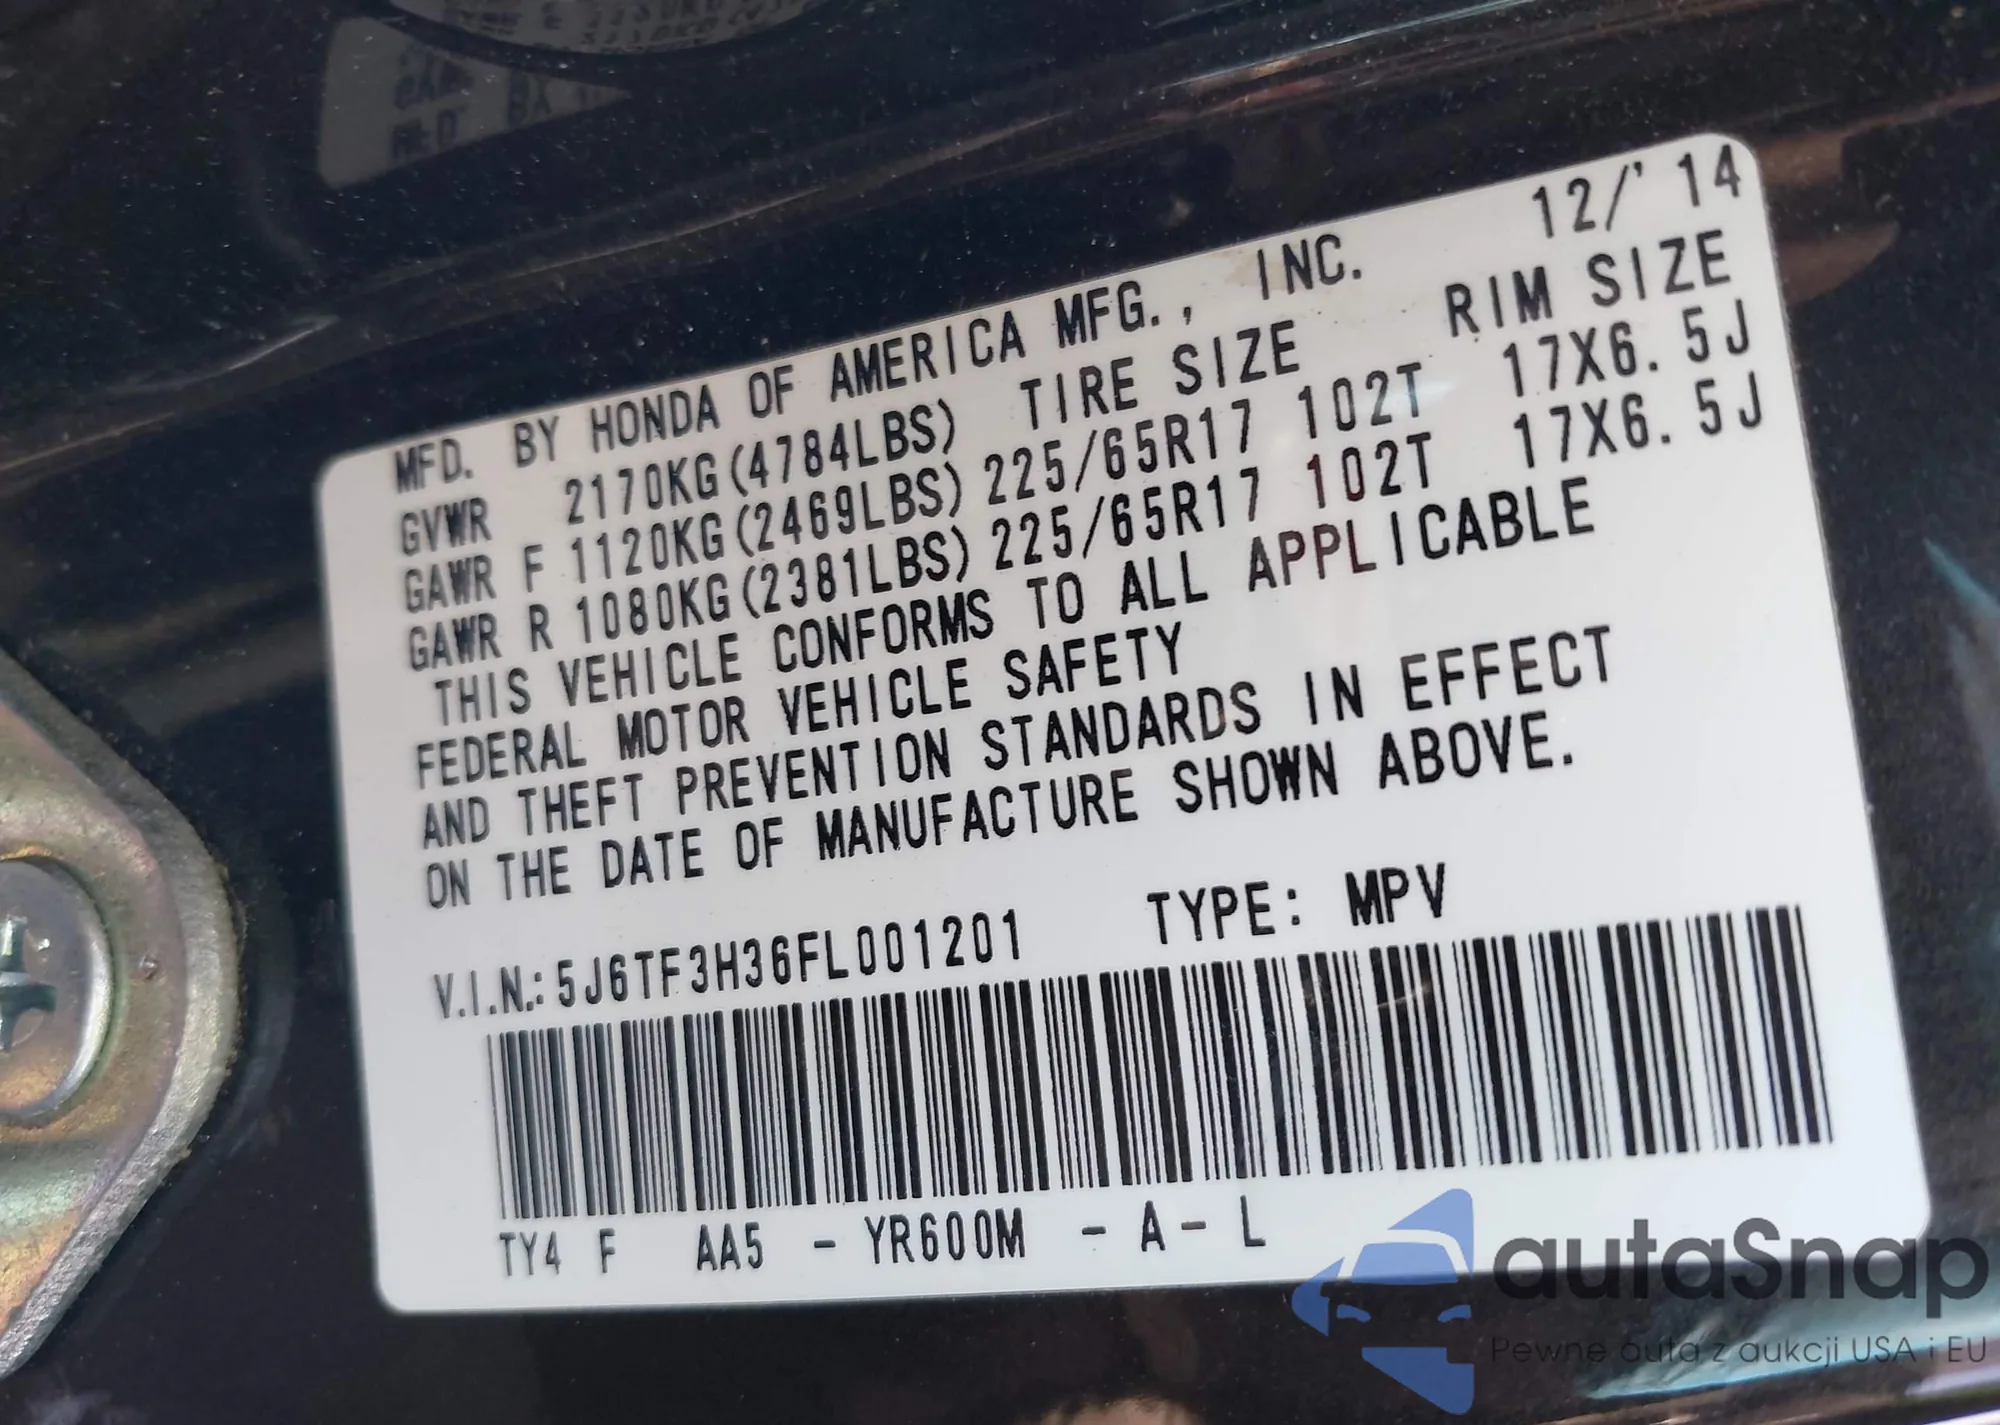 MFD. BY HONDA OF AMERICA MFG., INC. 12/'14
GVWR 2170KG(4784LBS) TIRE SIZE RIM SIZE
GAWR F 1120KG(2469LBS) 225/65R17 102T 17X6.5J
GAWR R 1080KG(2381LBS) 225/65R17 102T 17X6.5J
THIS VEHICLE CONFORMS TO ALL APPLICABLE
FEDERAL MOTOR VEHICLE SAFETY
AND THEFT PREVENTION STANDARDS IN EFFECT
ON THE DATE OF MANUFACTURE SHOWN ABOVE.
V.I.N.: 5J6TF3H36FL001201 TYPE: MPV
TY4 F AA5 - YR600M - A - L
autaSnap
Pewne auta z aukcji USA i EU